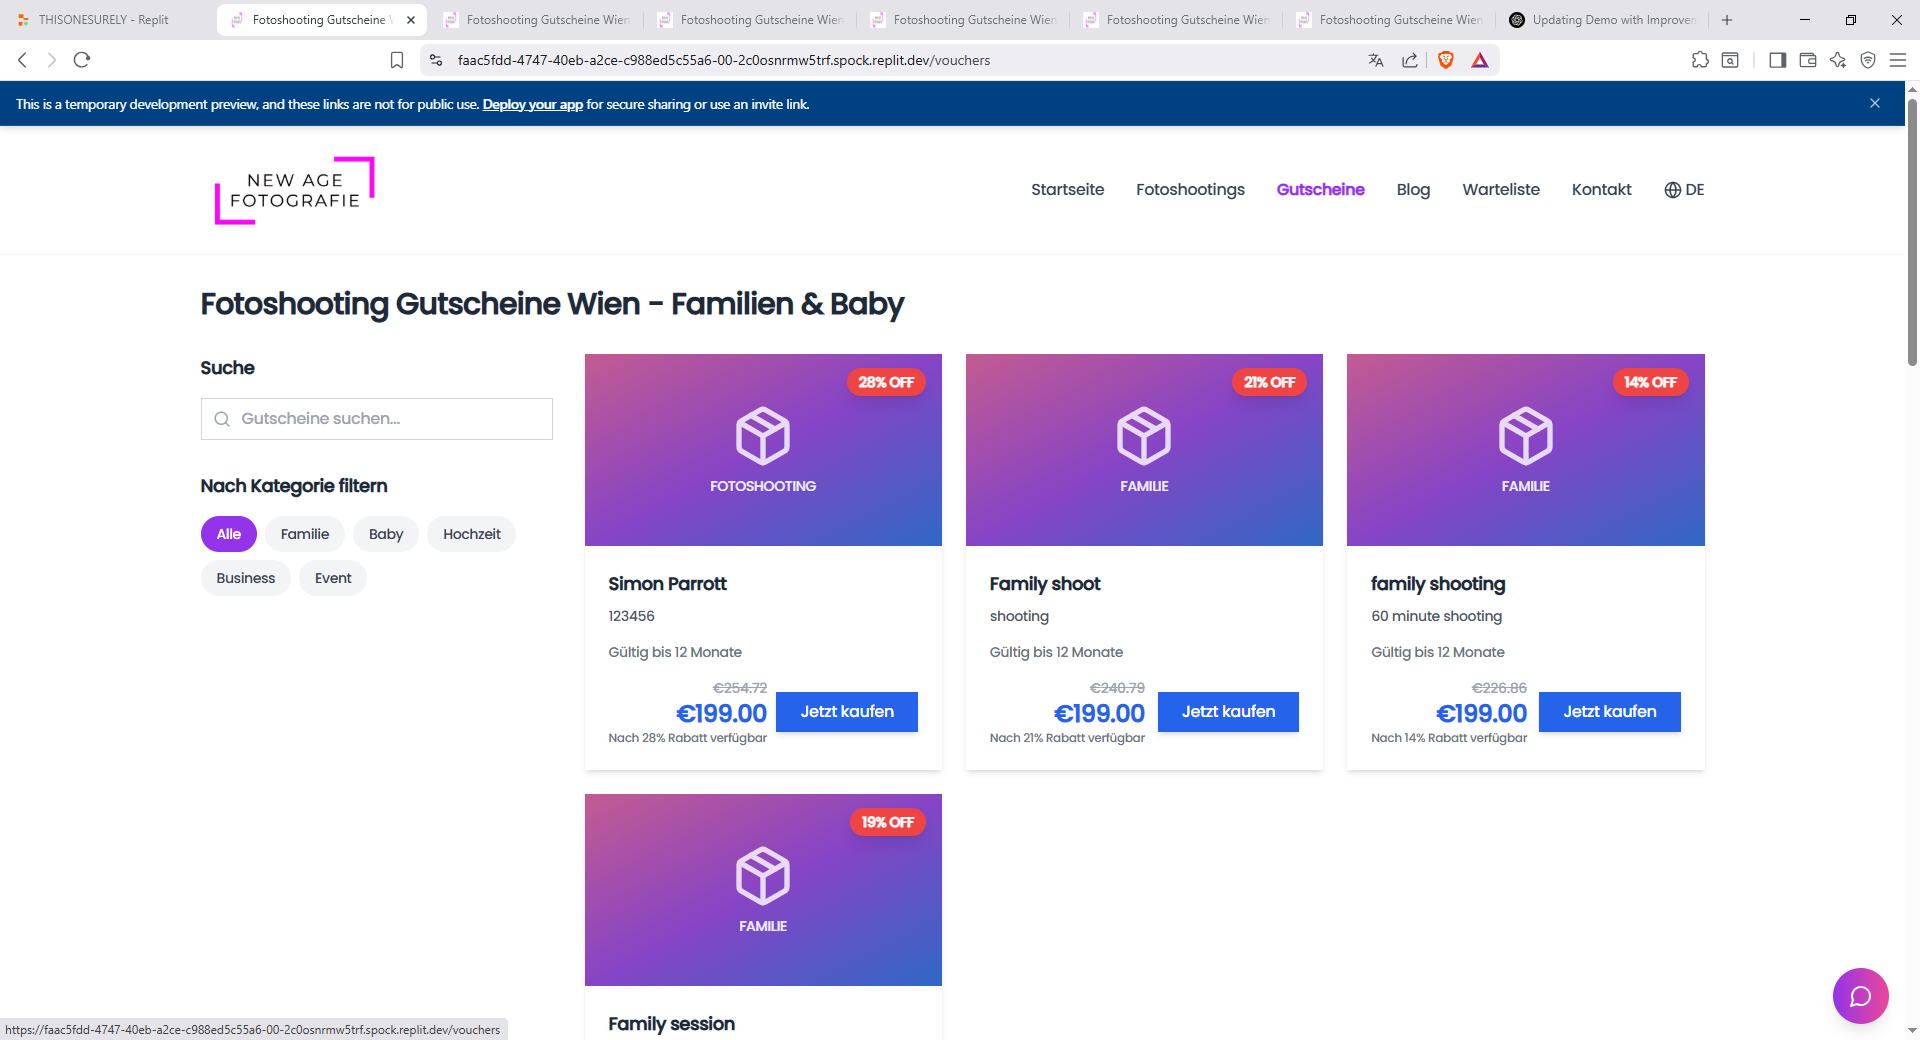 THISONESURELY - Replit
Fotoshooting Gutscheine
Fotoshooting Gutscheine Wien
Fotoshooting Gutscheine Wien
Fotoshooting Gutscheine Wien
Fotoshooting Gutscheine Wien
Fotoshooting Gutscheine Wien
Updating Demo with
faac5fdd-4747-40eb-a2ce-c988ed5c55a6-00-2c0osnrmw5trf.spock.replit.dev/vouchers
This is a temporary development preview, and these links are not for public use. Deploy your app for secure sharing or use an invite link.
NEW AGE
FOTOGRAFIE
Startseite
Fotoshootings
Gutscheine
Blog
Warteliste
Kontakt
DE
Fotoshooting Gutscheine Wien - Familien & Baby
Suche
Gutscheine suchen...
Nach Kategorie filtern
Alle
Familie
Baby
Hochzeit
Business
Event
28% OFF
FOTOSHOOTING
Simon Parrott
123456
Gültig bis 12 Monate
€254.72
€199.00
Nach 28% Rabatt verfügbar
Jetzt kaufen
21% OFF
FAMILIE
Family shoot
shooting
Gültig bis 12 Monate
€240.79
€199.00
Nach 21% Rabatt verfügbar
Jetzt kaufen
14% OFF
FAMILIE
family shooting
60 minute shooting
Gültig bis 12 Monate
€226.86
€199.00
Nach 14% Rabatt verfügbar
Jetzt kaufen
19% OFF
FAMILIE
Family session
https://faac5fdd-4747-40eb-a2ce-c988ed5c55a6-00-2c0osnrmw5trf.spock.replit.dev/vouchers